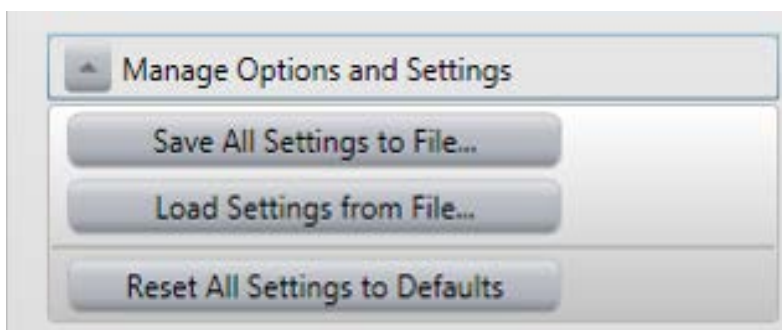 Manage Options and Settings
Save All Settings to File...
Load Settings from File...
Reset All Settings to Defaults